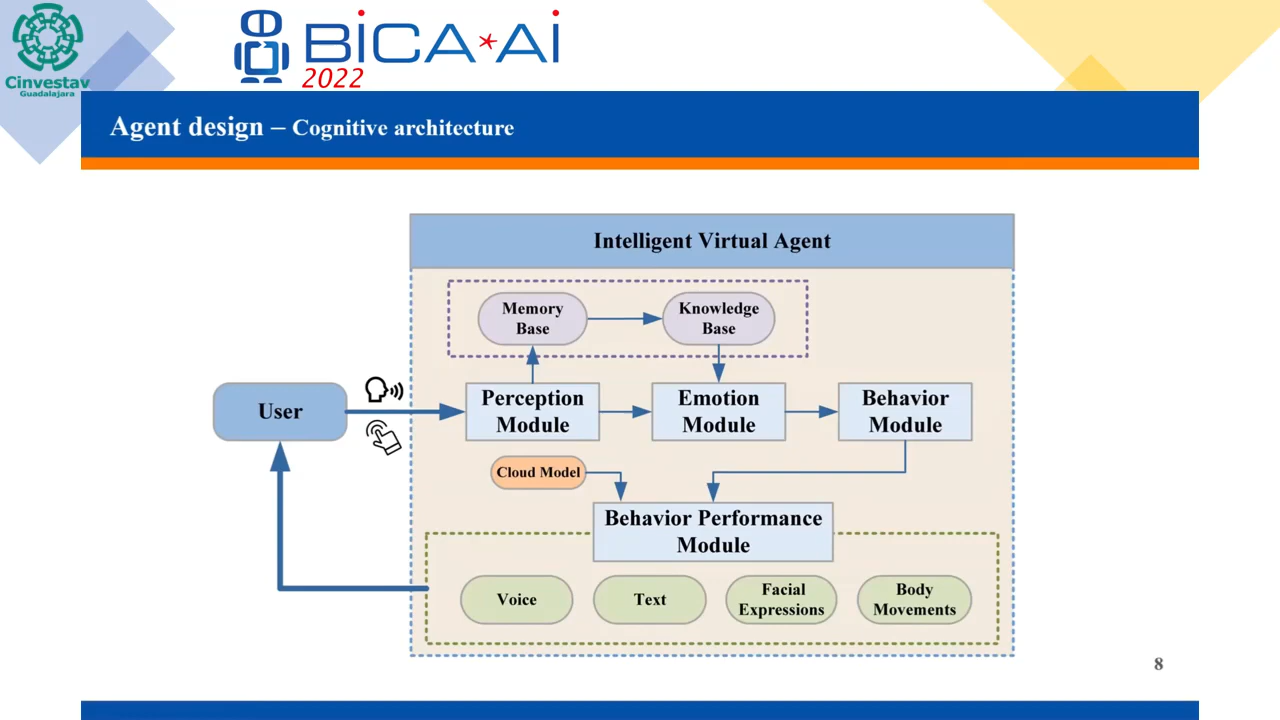 Cinvestav
Guadalajara
BiCA*Ai
2022
Agent design – Cognitive architecture
Intelligent Virtual Agent
Memory
Base
Knowledge
Base
User
Perception
Module
Emotion
Module
Behavior
Module
Cloud Model
Behavior Performance
Module
Voice
Text
Facial
Expressions
Body
Movements
8